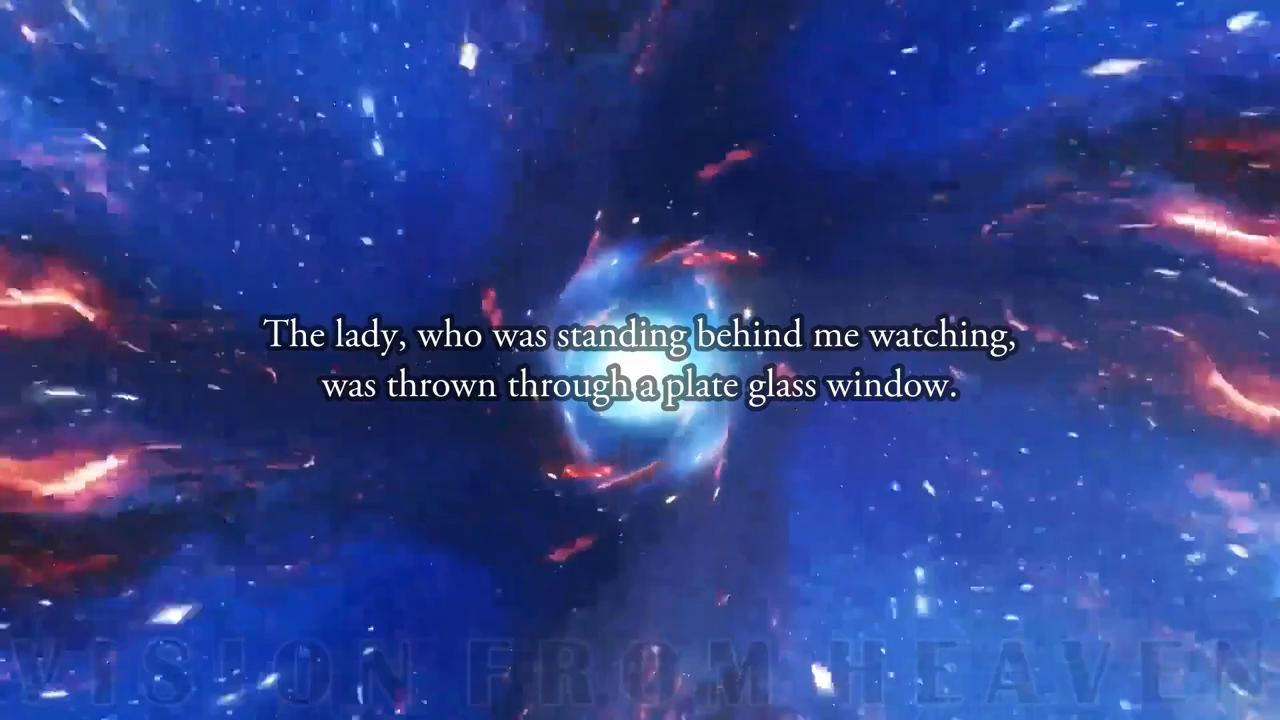 The lady, who was standing behind me watching,
was thrown through a plate glass window.
VISION FROM HEAVEN